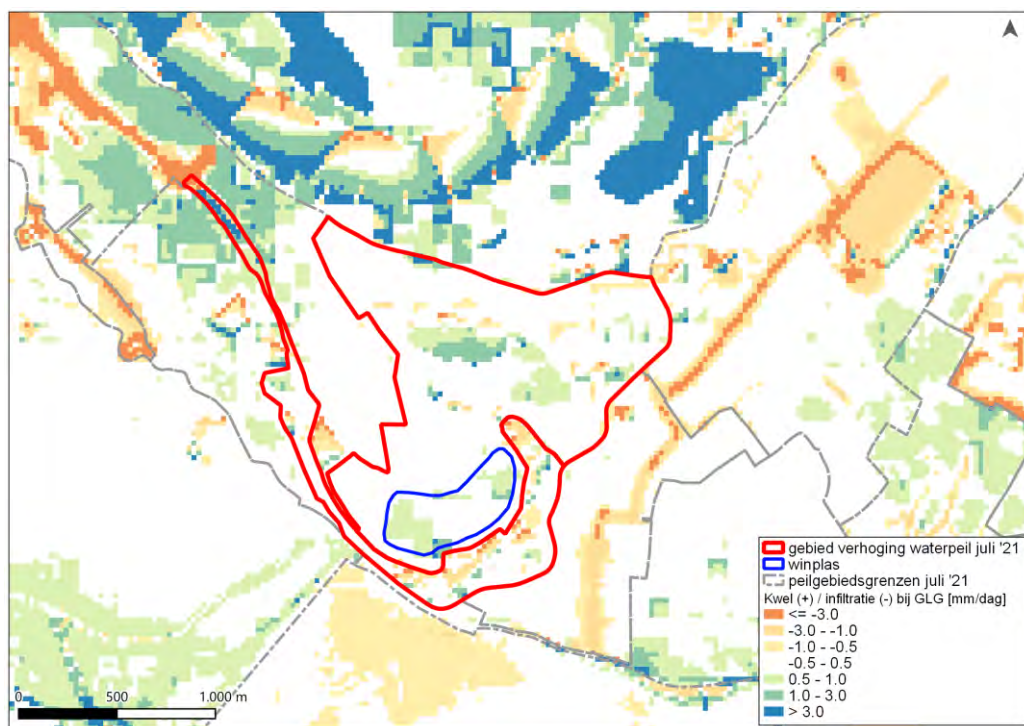 gebied verhoging waterpeil juli '21
winplas
peilgebiedsgrenzen juli '21
Kwel (+) / infiltratie (-) bij GLG [mm/dag]
<= -3.0
-3.0 - -1.0
-1.0 - -0.5
-0.5 - 0.5
0.5 - 1.0
1.0 - 3.0
> 3.0
0 500 1.000 m